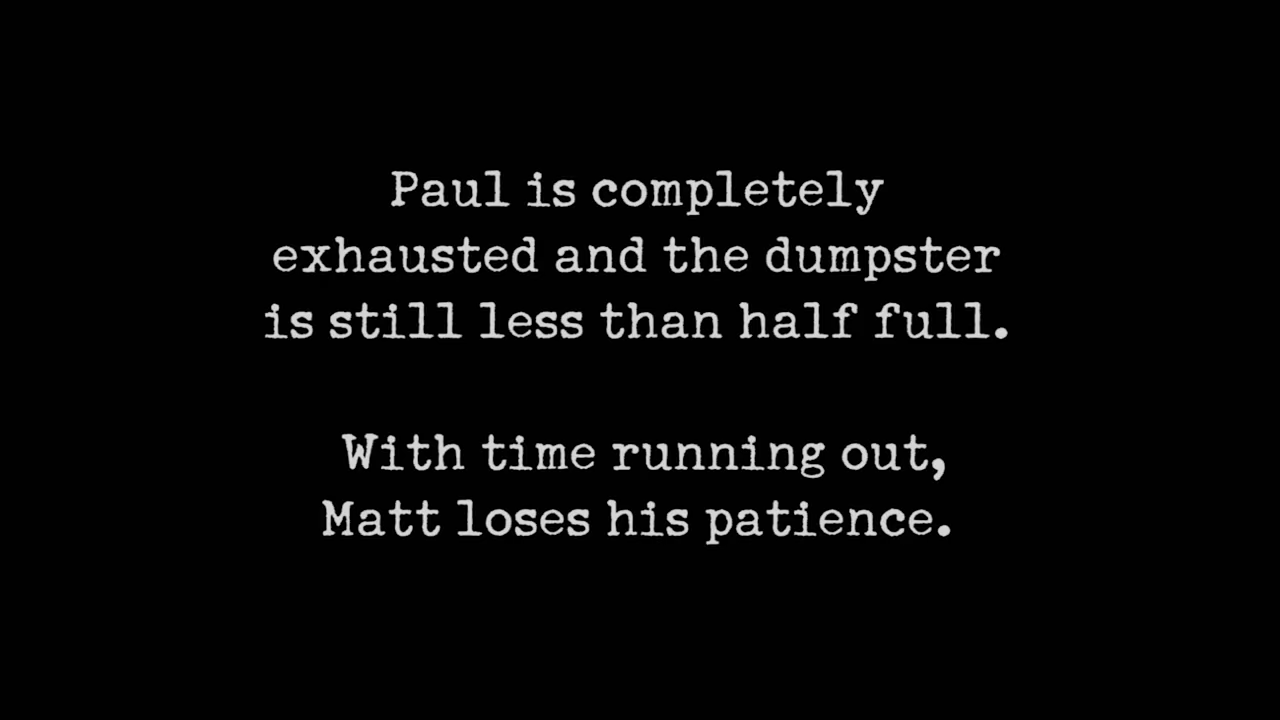 Paul is completely
exhausted and the dumpster
is still less than half full.
With time running out,
Matt loses his patience.